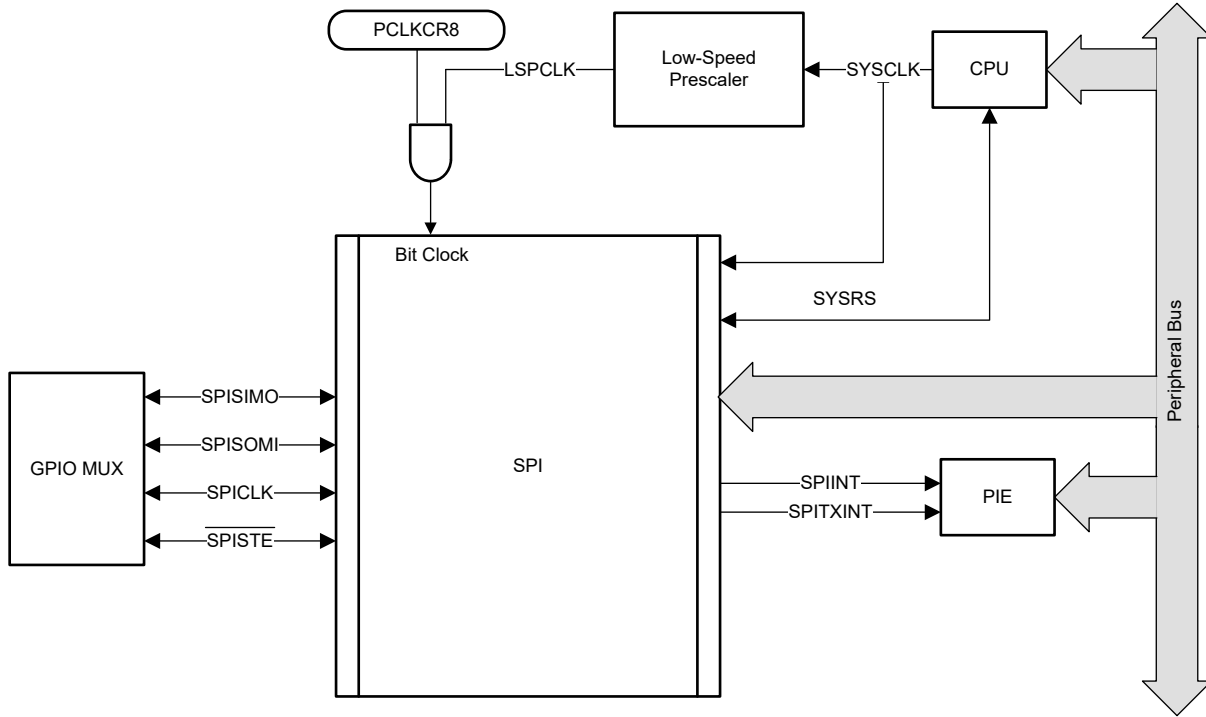 PCLKCR8
LSPCLK
Low-Speed
Prescaler
SYSCLK
CPU
Bit Clock
SYSRS
Peripheral Bus
GPIO MUX
SPISIMO
SPISOMI
SPICLK
SPISTE
SPI
SPIINT
SPITXINT
PIE